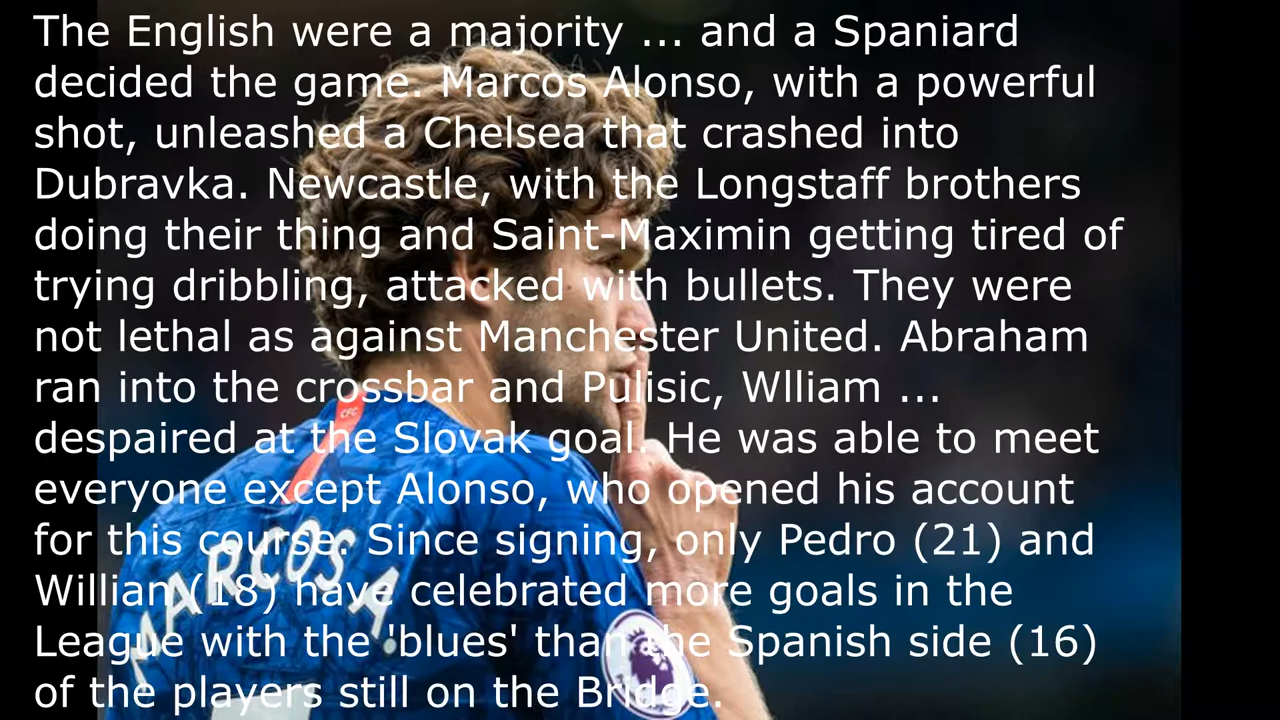 The English were a majority ... and a Spaniard
decided the game. Marcos Alonso, with a powerful
shot, unleashed a Chelsea that crashed into
Dubravka. Newcastle, with the Longstaff brothers
doing their thing and Saint-Maximin getting tired of
trying dribbling, attacked with bullets. They were
not lethal as against Manchester United. Abraham
ran into the crossbar and Pulisic, Wlliam ...
despaired at the Slovak goal. He was able to meet
everyone except Alonso, who opened his account
for this course. Since signing, only Pedro (21) and
Willian (18) have celebrated more goals in the
League with the 'blues' than the Spanish side (16)
of the players still on the Bridge.
CFC
MARCOS A.